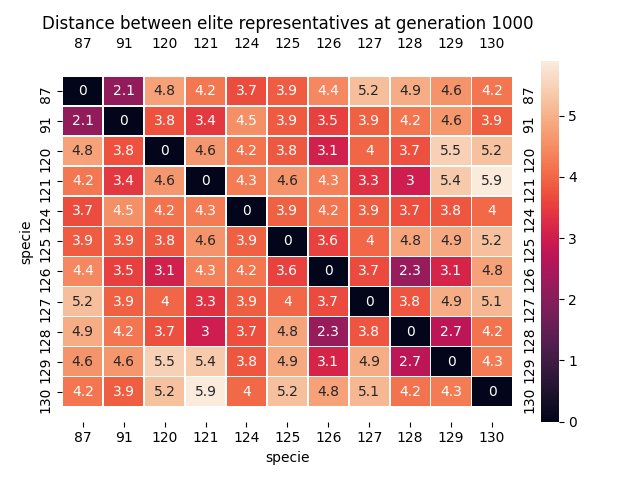 Distance between elite representatives at generation 1000
87 91 120 121 124 125 126 127 128 129 130
87 0 2.1 4.8 4.2 3.7 3.9 4.4 5.2 4.9 4.6 4.2 87
91 2.1 0 3.8 3.4 4.5 3.9 3.5 3.9 4.2 4.6 3.9 91
120 4.8 3.8 0 4.6 4.2 3.8 3.1 4 3.7 5.5 5.2 120
121 4.2 3.4 4.6 0 4.3 4.6 4.3 3.3 3 5.4 5.9 121
124 3.7 4.5 4.2 4.3 0 3.9 4.2 3.9 3.7 3.8 4 124
125 3.9 3.9 3.8 4.6 3.9 0 3.6 4 4.8 4.9 5.2 125
126 4.4 3.5 3.1 4.3 4.2 3.6 0 3.7 2.3 3.1 4.8 126
127 5.2 3.9 4 3.3 3.9 4 3.7 0 3.8 4.9 5.1 127
128 4.9 4.2 3.7 3 3.7 4.8 2.3 3.8 0 2.7 4.2 128
129 4.6 4.6 5.5 5.4 3.8 4.9 3.1 4.9 2.7 0 4.3 129
130 4.2 3.9 5.2 5.9 4 5.2 4.8 5.1 4.2 4.3 0 130
87 91 120 121 124 125 126 127 128 129 130
specie
specie
5
4
3
2
1
0